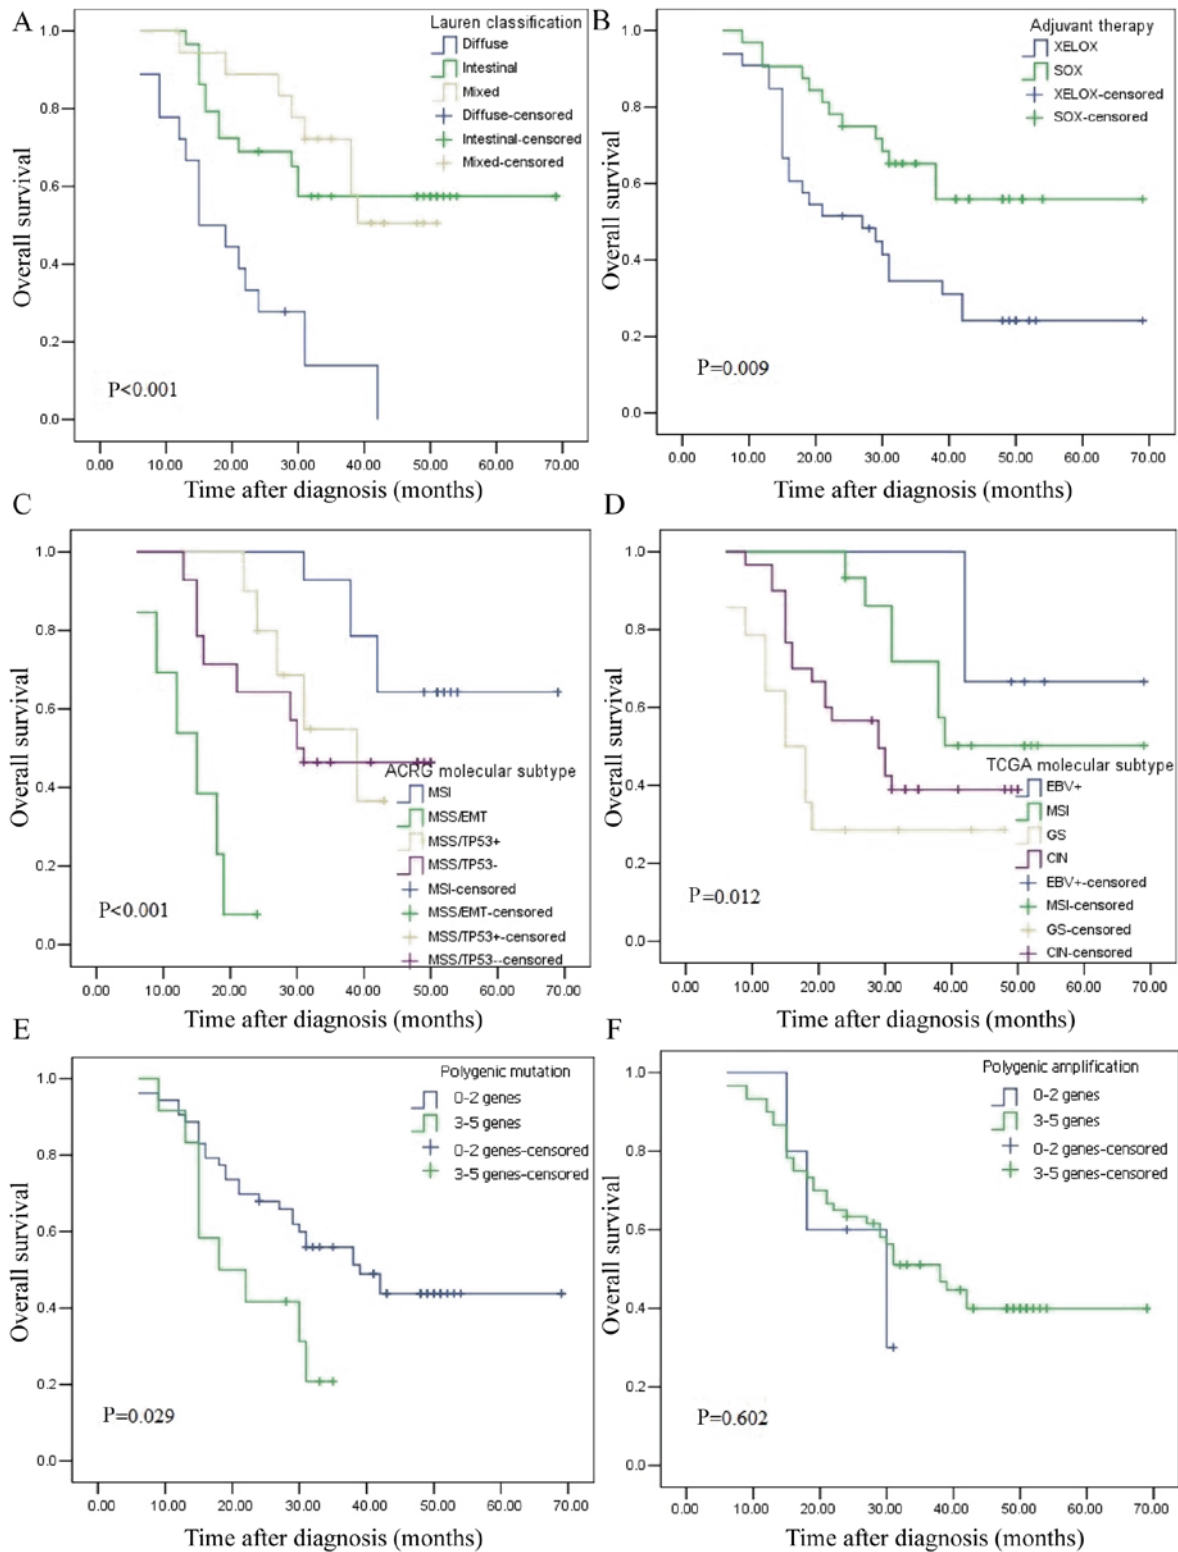 A
Lauren classification
Diffuse
Intestinal
Mixed
Diffuse-censored
Intestinal-censored
Mixed-censored
Overall survival
1.0
0.8
0.6
0.4
0.2
0.0
P<0.001
0.00 10.00 20.00 30.00 40.00 50.00 60.00 70.00
Time after diagnosis (months)
B
Adjuvant therapy
XELOX
SOX
XELOX-censored
SOX-censored
Overall survival
1.0
0.8
0.6
0.4
0.2
0.0
P=0.009
0.00 10.00 20.00 30.00 40.00 50.00 60.00 70.00
Time after diagnosis (months)
C
Overall survival
1.0
0.8
0.6
0.4
0.2
0.0
ACRG molecular subtype
MSI
MSS/EMT
MSS/TP53+
MSS/TP53-
MSI-censored
MSS/EMT-censored
MSS/TP53+-censored
MSS/TP53--censored
P<0.001
0.00 10.00 20.00 30.00 40.00 50.00 60.00 70.00
Time after diagnosis (months)
D
Overall survival
1.0
0.8
0.6
0.4
0.2
0.0
TCGA molecular subtype
EBV+
MSI
GS
CIN
EBV+-censored
MSI-censored
GS-censored
CIN-censored
P=0.012
0.00 10.00 20.00 30.00 40.00 50.00 60.00 70.00
Time after diagnosis (months)
E
Polygenic mutation
0-2 genes
3-5 genes
0-2 genes-censored
3-5 genes-censored
Overall survival
1.0
0.8
0.6
0.4
0.2
0.0
P=0.029
0.00 10.00 20.00 30.00 40.00 50.00 60.00 70.00
Time after diagnosis (months)
F
Polygenic amplification
0-2 genes
3-5 genes
0-2 genes-censored
3-5 genes-censored
Overall survival
1.0
0.8
0.6
0.4
0.2
0.0
P=0.602
0.00 10.00 20.00 30.00 40.00 50.00 60.00 70.00
Time after diagnosis (months)